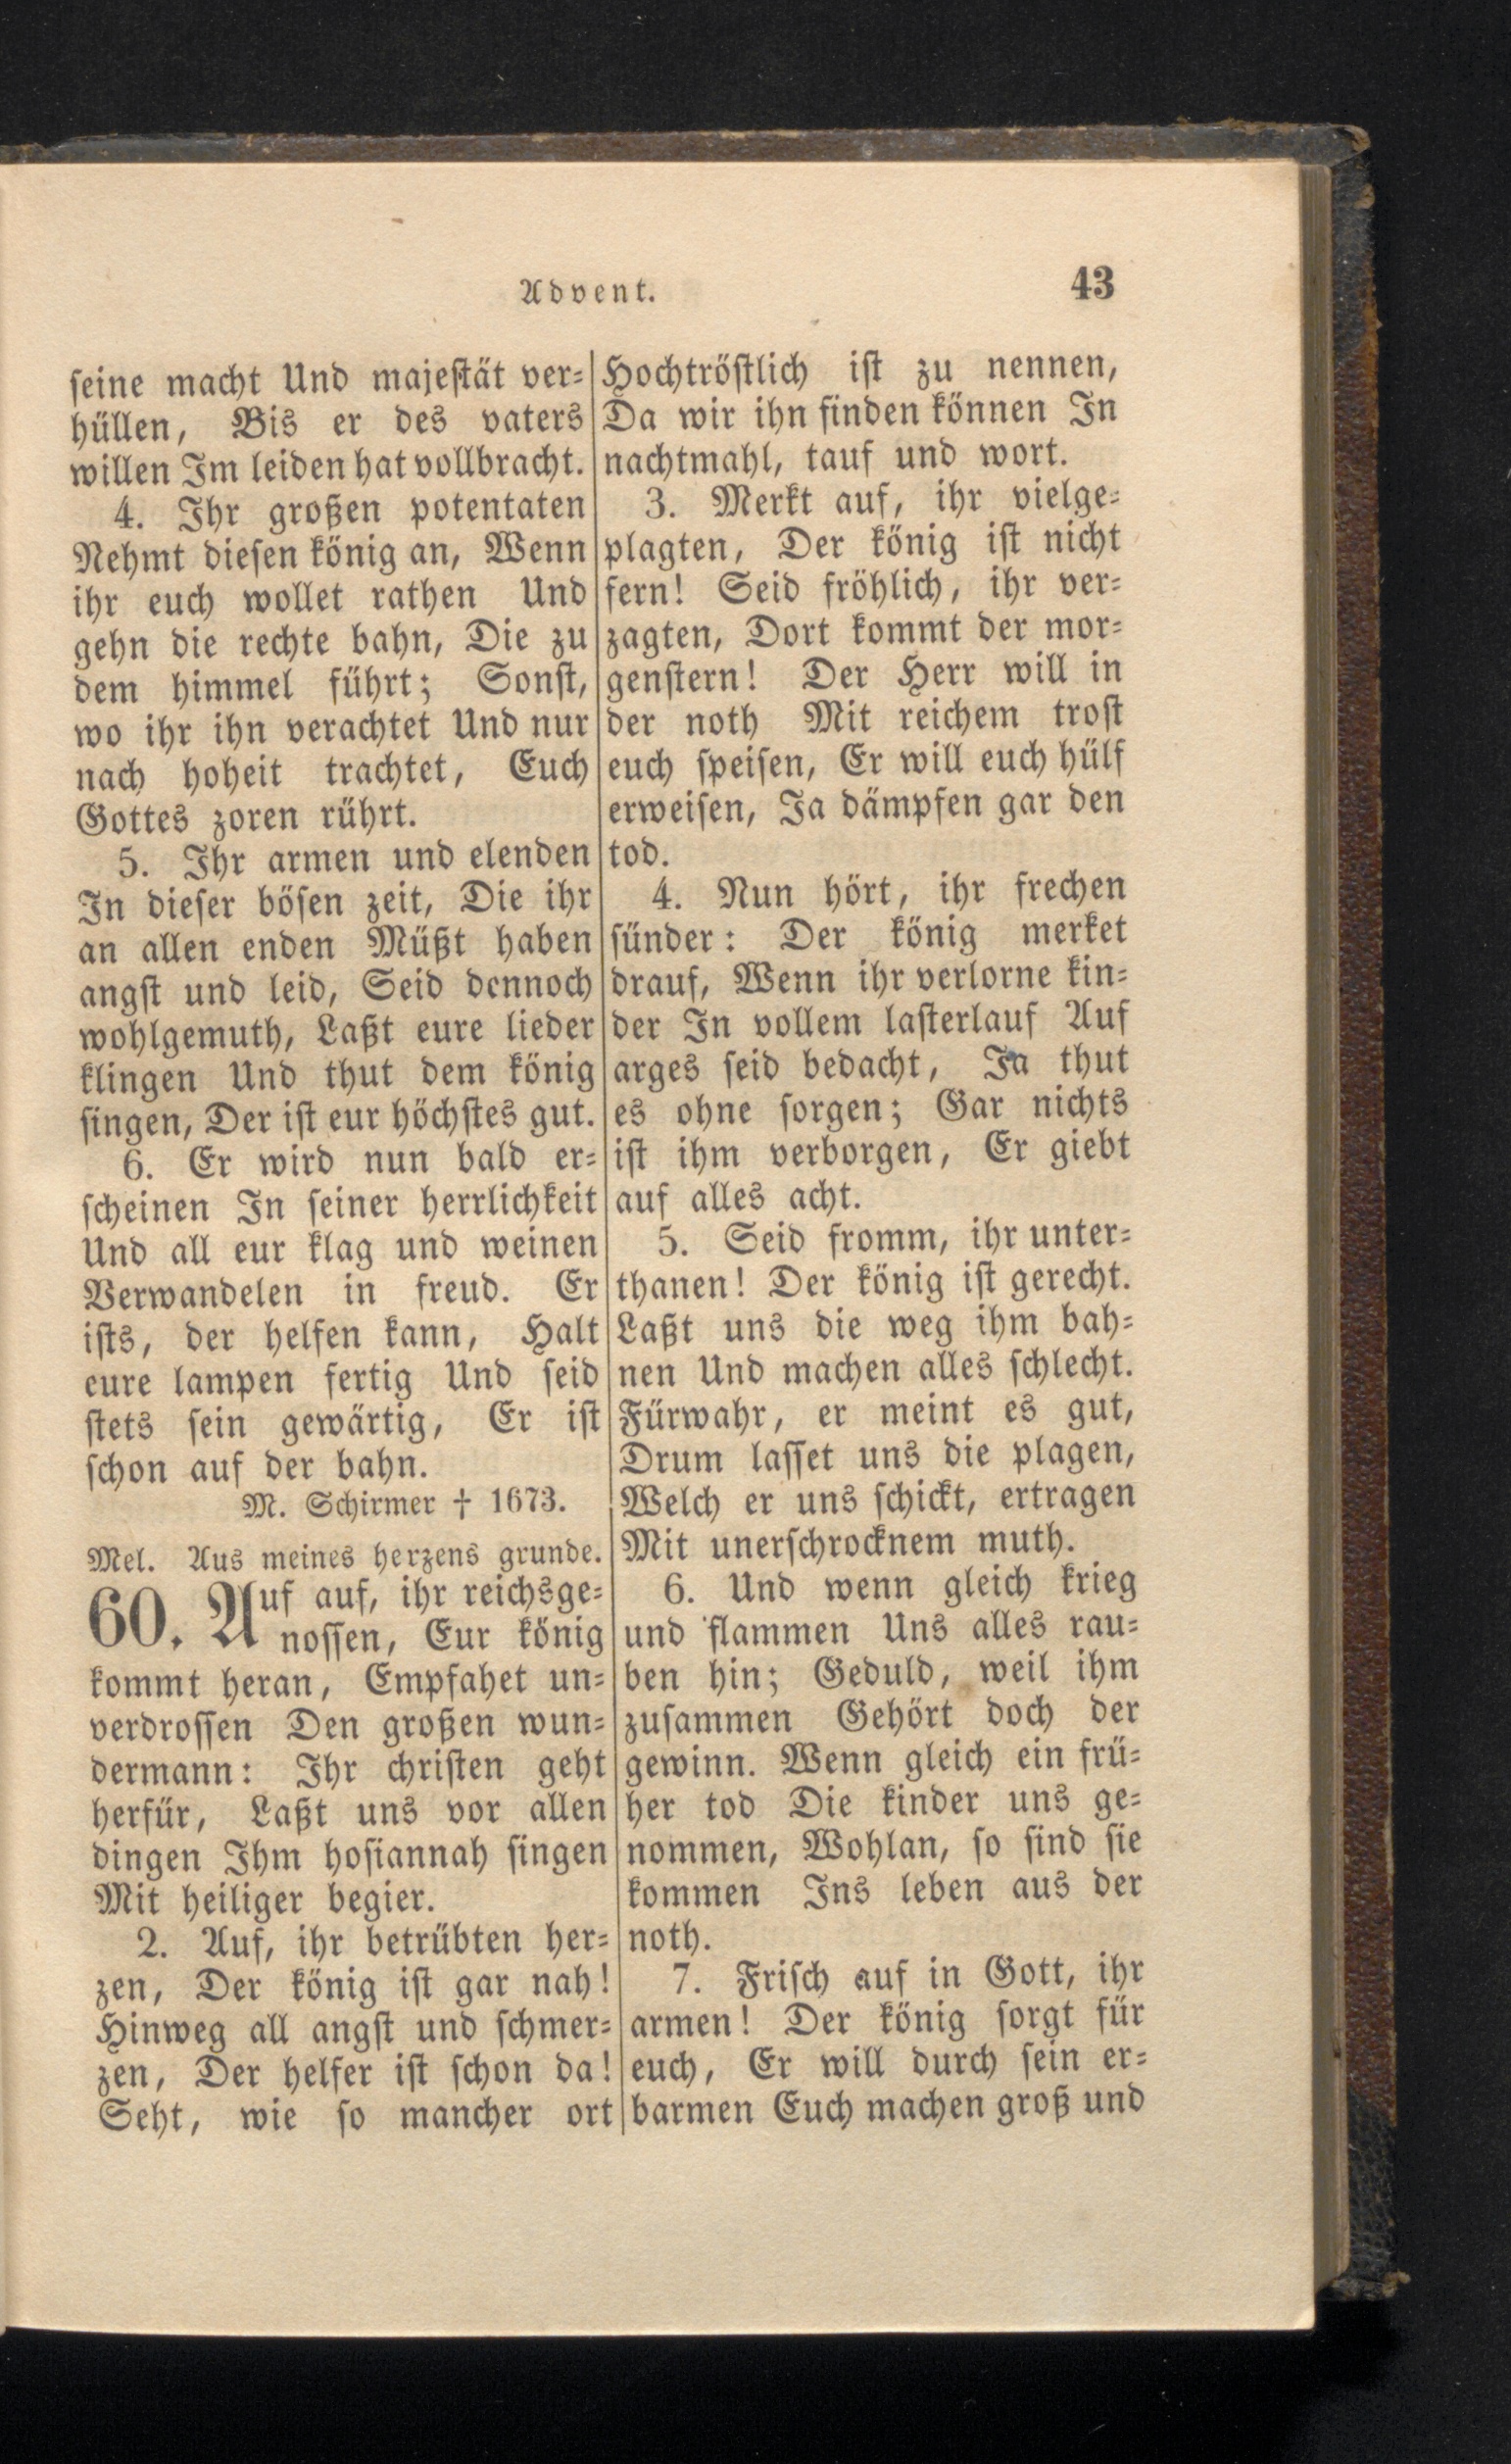 Advent.
43
seine macht Und majestät ver-
hüllen, Bis er des vaters
willen Im leiden hat vollbracht.
4. Ihr großen potentaten
Nehmt diesen könig an, Wenn
ihr euch wollet rathen Und
gehn die rechte bahn, Die zu
dem himmel führt; Sonst,
wo ihr ihn verachtet Und nur
nach hoheit trachtet, Euch
Gottes zoren rührt.
5. Ihr armen und elenden
In dieser bösen zeit, Die ihr
an allen enden Müßt haben
angst und leid, Seid dennoch
wohlgemuth, Laßt eure lieder
klingen Und thut dem könig
singen, Der ist eur höchstes gut.
6. Er wird nun bald er-
scheinen In seiner herrlichkeit
Und all eur klag und weinen
Verwandelen in freud. Er
ists, der helfen kann, Halt
eure lampen fertig Und seid
stets sein gewärtig, Er ist
schon auf der bahn.
M. Schirmer † 1673.
Mel. Aus meines herzens grunde.
60. Auf auf, ihr reichsge-
nossen, Eur könig
kommt heran, Empfahet un-
verdrossen Den großen wun-
dermann: Ihr christen geht
herfür, Laßt uns vor allen
dingen Ihm hosiannah singen
Mit heiliger begier.
2. Auf, ihr betrübten her-
zen, Der könig ist gar nah!
Hinweg all angst und schmer-
zen, Der helfer ist schon da!
Seht, wie so mancher ort
Hochtröstlich ist zu nennen,
Da wir ihn finden können In
nachtmahl, tauf und wort.
3. Merkt auf, ihr vielge-
plagten, Der könig ist nicht
fern! Seid fröhlich, ihr ver-
zagten, Dort kommt der mor-
genstern! Der Herr will in
der noth Mit reichem trost
euch speisen, Er will euch hülf
erweisen, Ja dämpfen gar den
tod.
4. Nun hört, ihr frechen
sünder: Der könig merket
drauf, Wenn ihr verlorne kin-
der In vollem lasterlauf Auf
arges seid bedacht, Ja thut
es ohne sorgen; Gar nichts
ist ihm verborgen, Er giebt
auf alles acht.
5. Seid fromm, ihr unter-
thanen! Der könig ist gerecht.
Laßt uns die weg ihm bah-
nen Und machen alles schlecht.
Fürwahr, er meint es gut,
Drum lasset uns die plagen,
Welch er uns schickt, ertragen
Mit unerschrocknem muth.
6. Und wenn gleich krieg
und flammen Uns alles rau-
ben hin; Geduld, weil ihm
zusammen Gehört doch der
gewinn. Wenn gleich ein frü-
her tod Die kinder uns ge-
nommen, Wohlan, so sind sie
kommen Ins leben aus der
noth.
7. Frisch auf in Gott, ihr
armen! Der könig sorgt für
euch, Er will durch sein er-
barmen Euch machen groß und